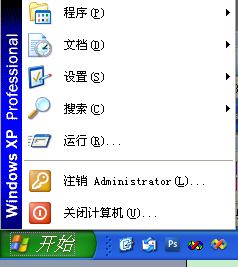 程序(P)
文档(D)
设置(S)
搜索(C)
运行(R)...
注销 Administrator(L)...
关闭计算机(U)...
Windows XP Professional
开始
Ps